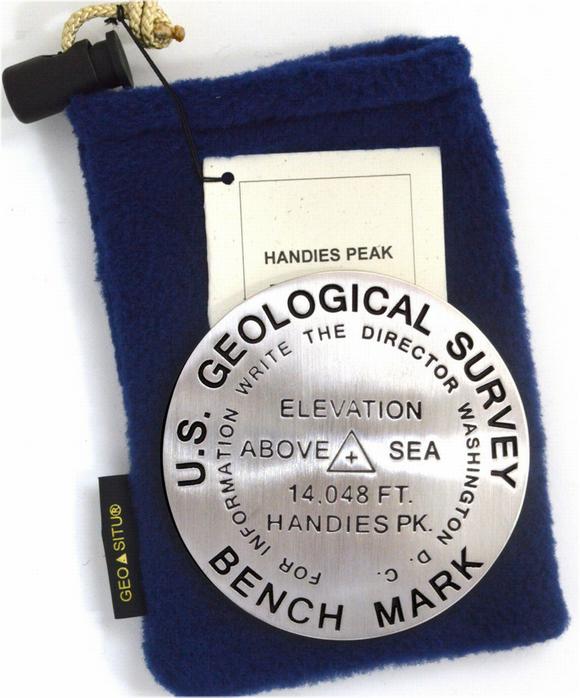 HANDIES PEAK
U.S. GEOLOGICAL SURVEY
FOR INFORMATION WRITE THE DIRECTOR WASHINGTON D. C.
ELEVATION
ABOVE SEA
14,048 FT.
HANDIES PK.
BENCH MARK
GEO▲SITU®